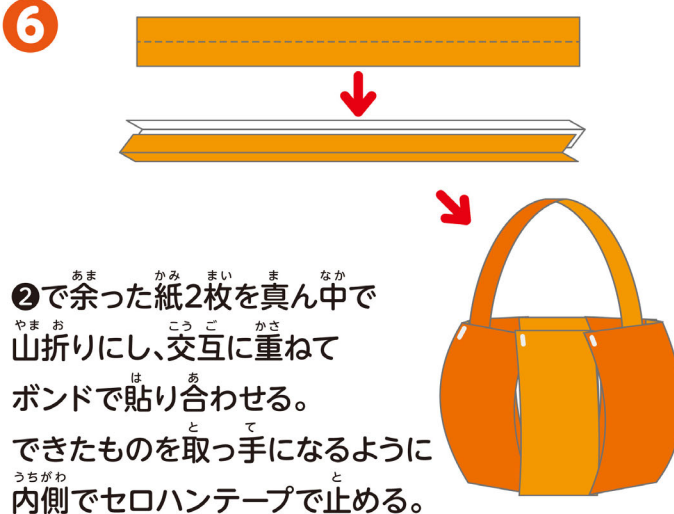 6
❷で余った紙2枚を真ん中で
山折りにし、交互に重ねて
ボンドで貼り合わせる。
できたものを取っ手になるように
内側でセロハンテープで止める。